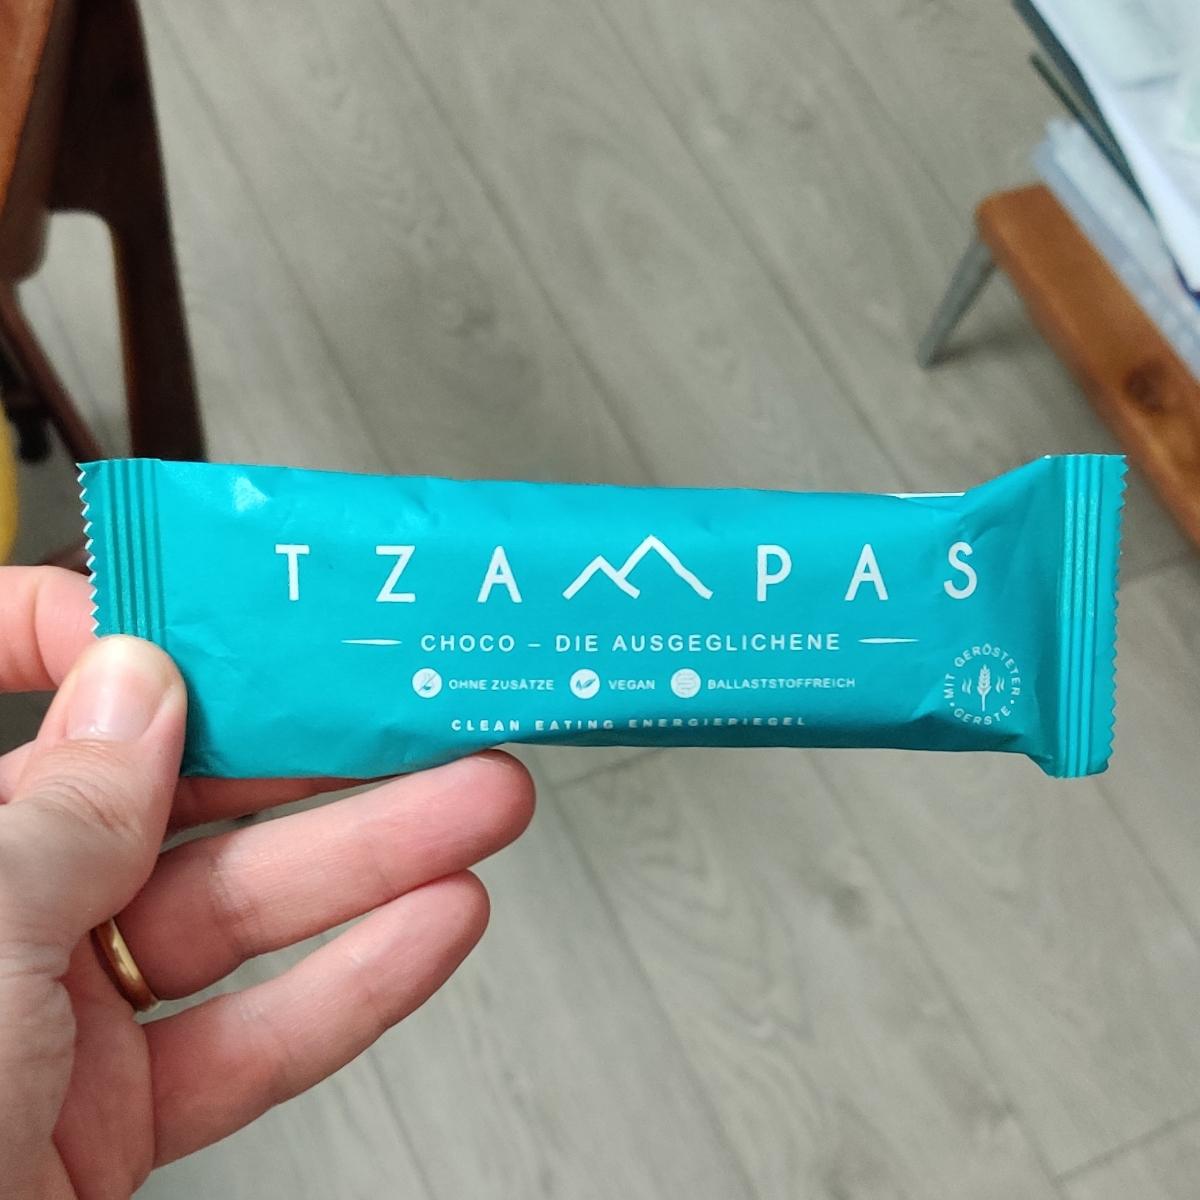 TZAMPAS
CHOCO – DIE AUSGEGLICHENE
OHNE ZUSÄTZE VEGAN BALLASTSTOFFREICH
CLEAN EATING ENERGIERIEGEL
MIT GERÖSTETER
GERSTE